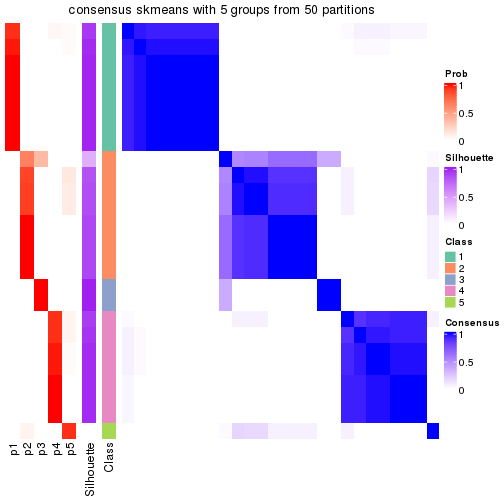 consensus skmeans with 5 groups from 50 partitions
Prob
1
0.5
0
Silhouette
1
0.5
0
Class
1
2
3
4
5
Consensus
1
0.5
0
p1
p2
p3
p4
p5
Silhouette
Class